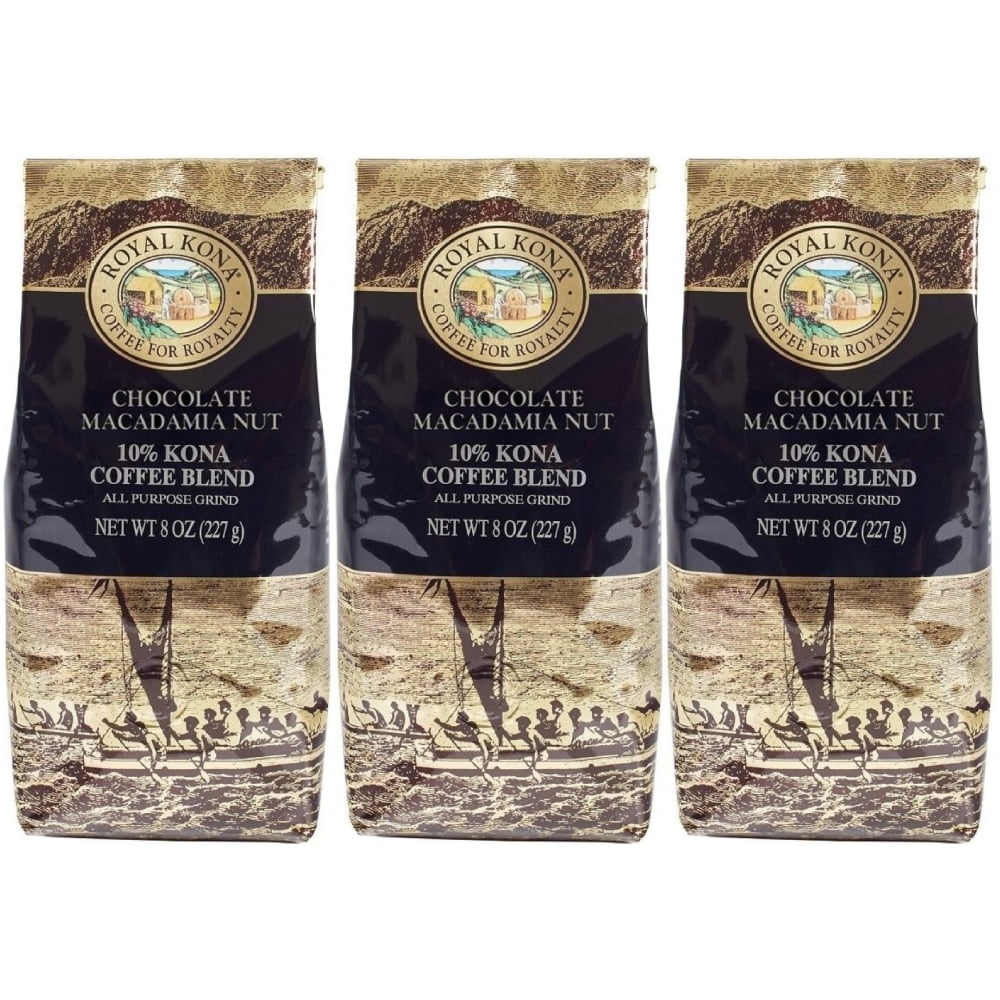 ROYAL KONA®
COFFEE FOR ROYALTY
CHOCOLATE
MACADAMIA NUT
10% KONA
COFFEE BLEND
ALL PURPOSE GRIND
NET WT 8 OZ (227 g)
ROYAL KONA®
COFFEE FOR ROYALTY
CHOCOLATE
MACADAMIA NUT
10% KONA
COFFEE BLEND
ALL PURPOSE GRIND
NET WT 8 OZ (227 g)
ROYAL KONA®
COFFEE FOR ROYALTY
CHOCOLATE
MACADAMIA NUT
10% KONA
COFFEE BLEND
ALL PURPOSE GRIND
NET WT 8 OZ (227 g)